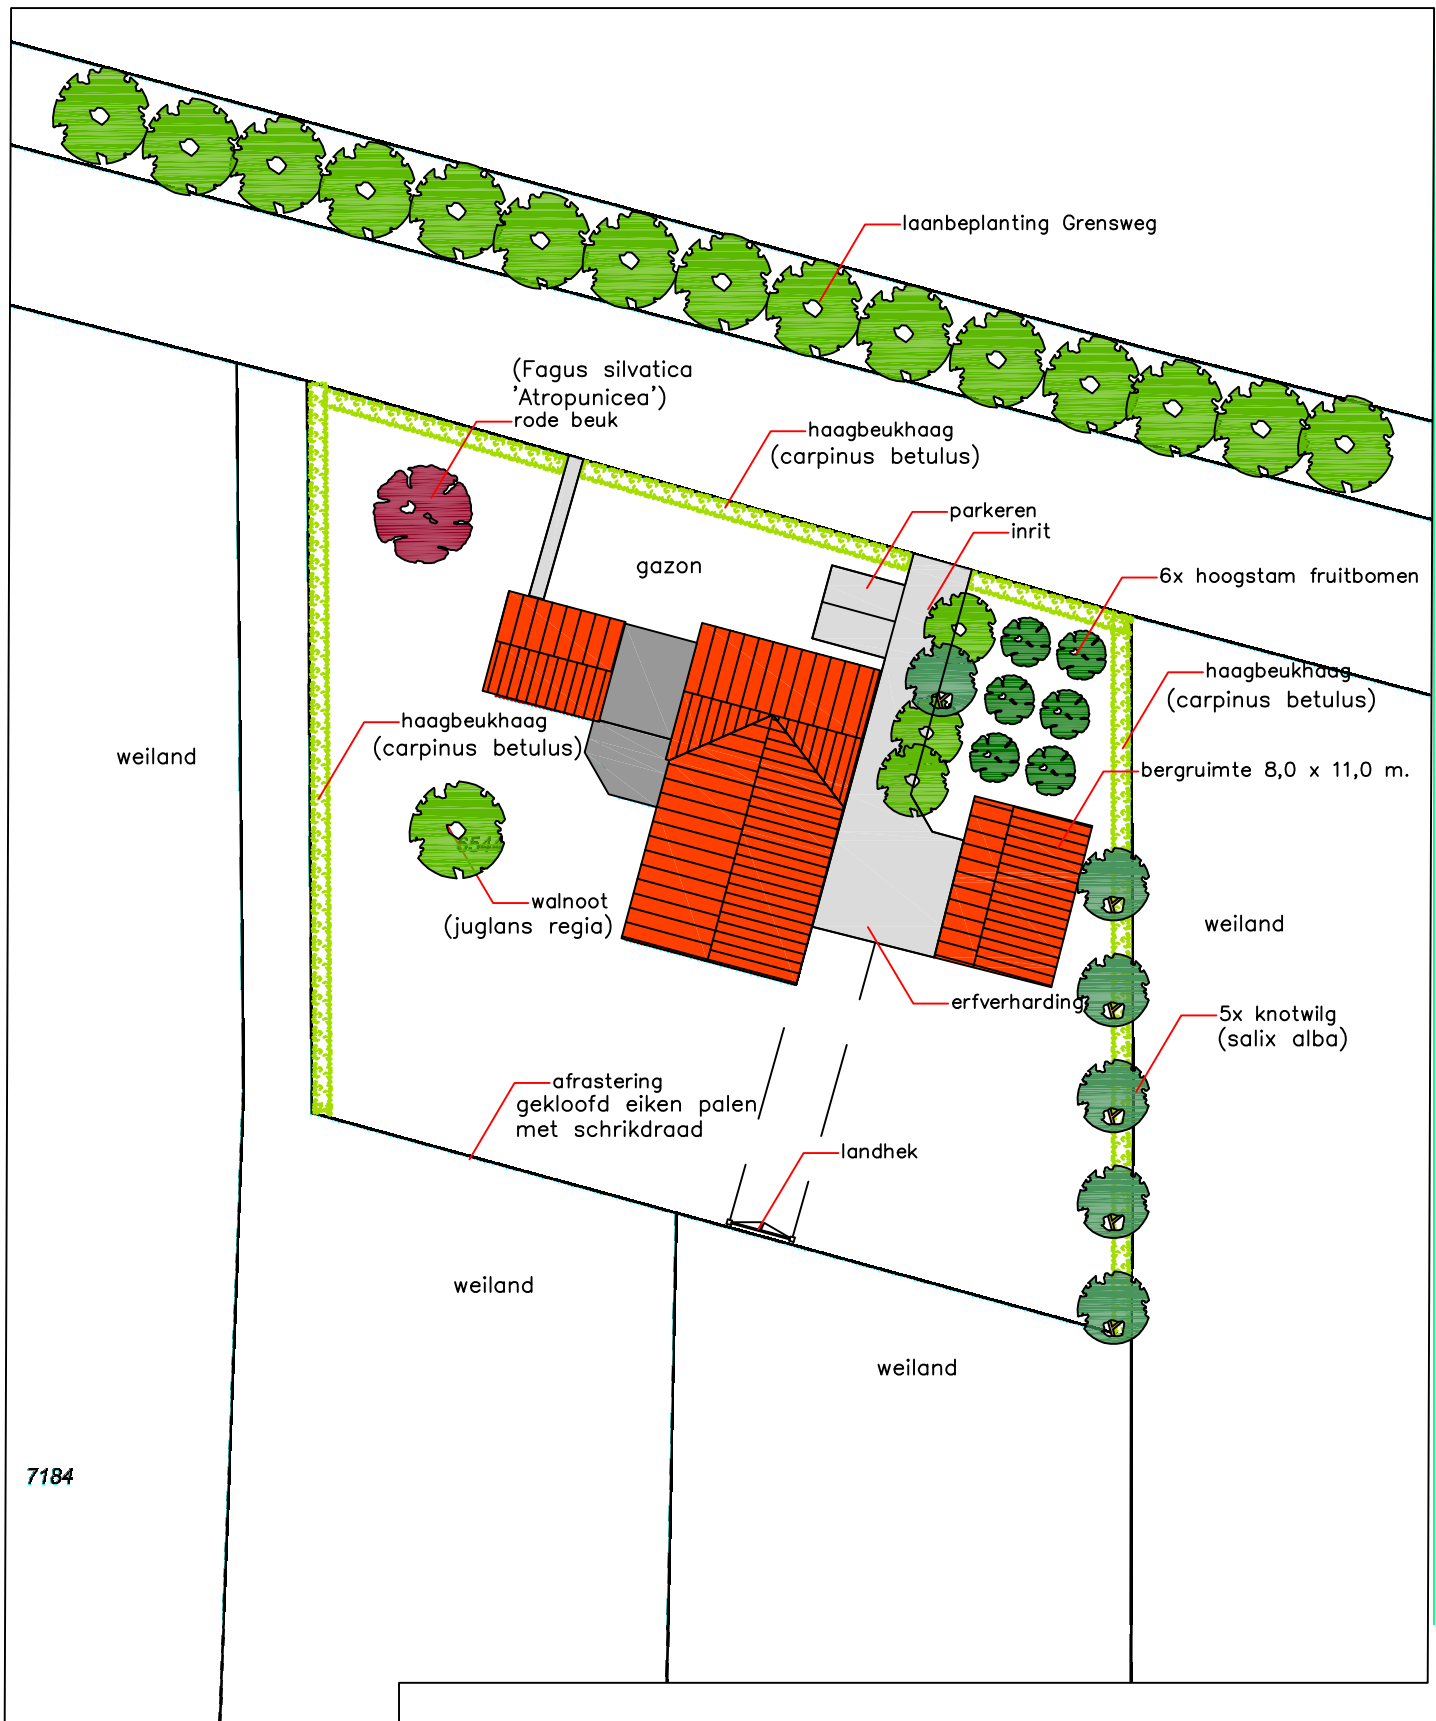 laanbeplanting Grensweg
(Fagus silvatica
'Atropunicea')
rode beuk
haagbeukhaag
(carpinus betulus)
parkeren
inrit
gazon
6x hoogstam fruitbomen
haagbeukhaag
(carpinus betulus)
haagbeukhaag
(carpinus betulus)
weiland
bergruimte 8,0 x 11,0 m.
walnoot
(juglans regia)
weiland
erfverharding
5x knotwilg
(salix alba)
afrastering
gekloofd eiken palen
met schrikdraad
landhek
weiland
weiland
7184